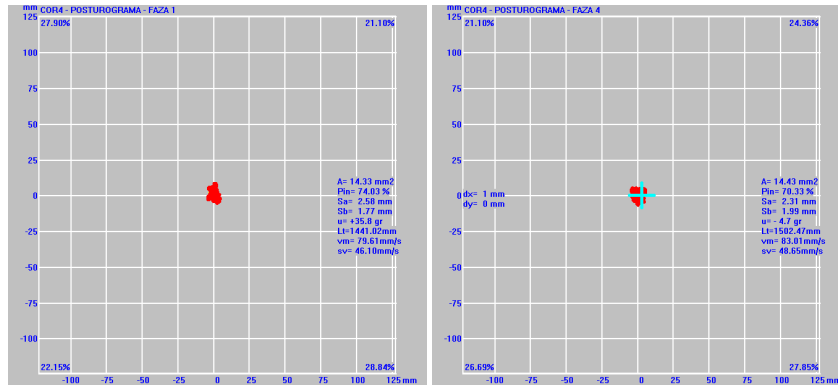 mm COR4 - POSTUROGRAMA - FAZA 1
125
27.90% 21.10%
100
75
50
25
A= 14.33 mm2
Pin= 74.03 %
Sa= 2.58 mm
Sb= 1.77 mm
u= +35.8 gr
Lt=1441.02mm
vm= 79.61mm/s
sv= 46.10mm/s
0
-25
-50
-75
-100
22.15% 28.84%
-100 -75 -50 -25 0 25 50 75 100 125 mm
mm COR4 - POSTUROGRAMA - FAZA 4
125
21.10% 24.36%
100
75
50
25
dx= 1 mm
dy= 0 mm
A= 14.43 mm2
Pin= 70.33 %
Sa= 2.31 mm
Sb= 1.99 mm
u= - 4.7 gr
Lt=1502.47mm
vm= 83.01mm/s
sv= 48.65mm/s
0
-25
-50
-75
-100
26.69% 27.85%
-100 -75 -50 -25 0 25 50 75 100 125 mm